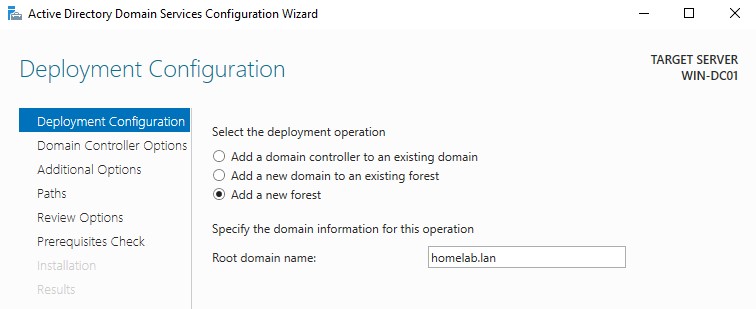 Active Directory Domain Services Configuration Wizard
Deployment Configuration
TARGET SERVER
WIN-DC01
Deployment Configuration
Domain Controller Options
Additional Options
Paths
Review Options
Prerequisites Check
Installation
Results
Select the deployment operation
Add a domain controller to an existing domain
Add a new domain to an existing forest
Add a new forest
Specify the domain information for this operation
Root domain name: homelab.lan